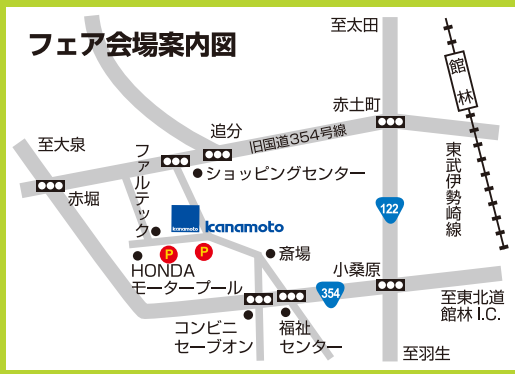 フェア会場案内図
至太田
館林
赤土町
追分
旧国道354号線
至大泉
ファルテック
ショッピングセンター
東武伊勢崎線
赤堀
kanamoto
kanamoto
122
P
P
斎場
HONDA
モータープール
小桑原
354
至東北道
館林 I.C.
コンビニ
セーブオン
福祉
センター
至羽生